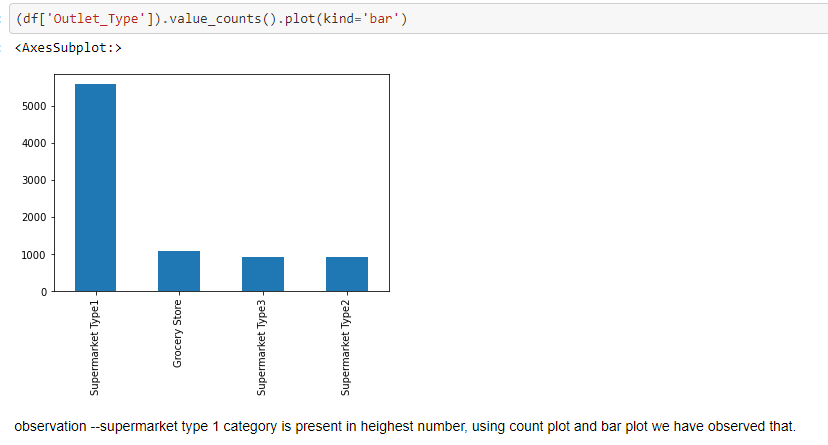 (df['Outlet_Type']).value_counts().plot(kind='bar')
<AxesSubplot:>
5000
4000
3000
2000
1000
0
Supermarket Type1
Grocery Store
Supermarket Type3
Supermarket Type2
observation --supermarket type 1 category is present in heighest number, using count plot and bar plot we have observed that.